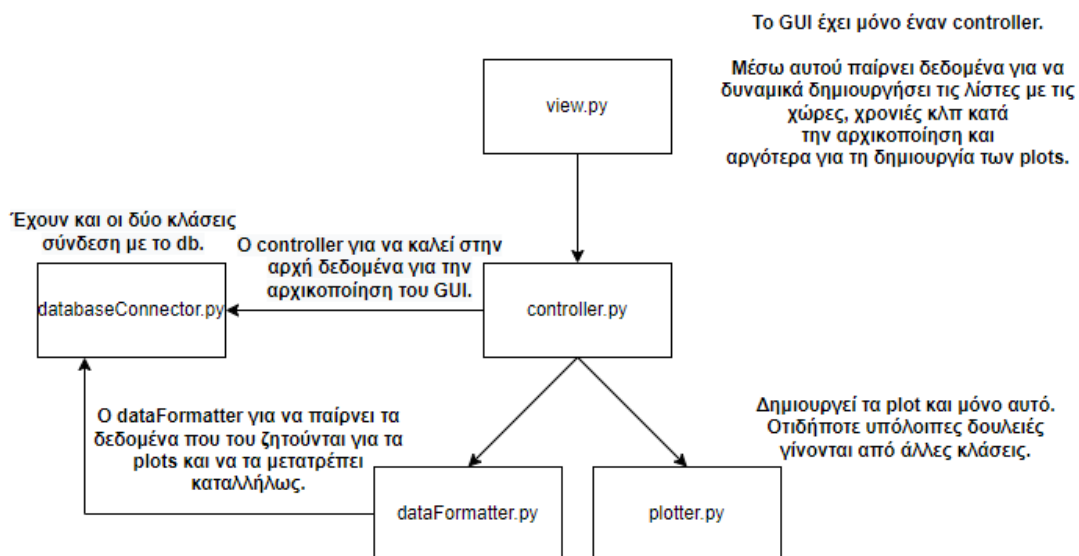 Το GUI έχει μόνο έναν controller.
Μέσω αυτού παίρνει δεδομένα για να
δυναμικά δημιουργήσει τις λίστες με τις
χώρες, χρονιές κλπ κατά
την αρχικοποίηση και
αργότερα για τη δημιουργία των plots.
view.py
Έχουν και οι δύο κλάσεις
σύνδεση με το db.
Ο controller για να καλεί στην
αρχή δεδομένα για την
αρχικοποίηση του GUI.
databaseConnector.py
controller.py
Ο dataFormatter για να παίρνει τα
δεδομένα που του ζητούνται για τα
plots και να τα μετατρέπει
καταλλήλως.
Δημιουργεί τα plot και μόνο αυτό.
Οτιδήποτε υπόλοιπες δουλειές
γίνονται από άλλες κλάσεις.
dataFormatter.py
plotter.py